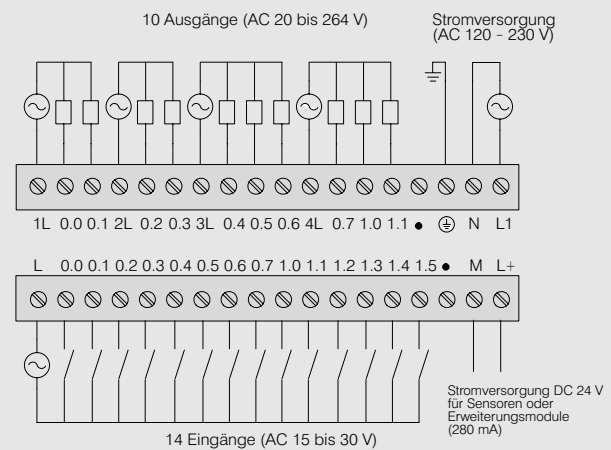 10 Ausgänge (AC 20 bis 264 V)
Stromversorgung
(AC 120 - 230 V)
1L 0.0 0.1 2L 0.2 0.3 3L 0.4 0.5 0.6 4L 0.7 1.0 1.1 ● N L1
L 0.0 0.1 0.2 0.3 0.4 0.5 0.6 0.7 1.0 1.1 1.2 1.3 1.4 1.5 ● M L+
Stromversorgung DC 24 V
für Sensoren oder
Erweiterungsmodule
(280 mA)
14 Eingänge (AC 15 bis 30 V)